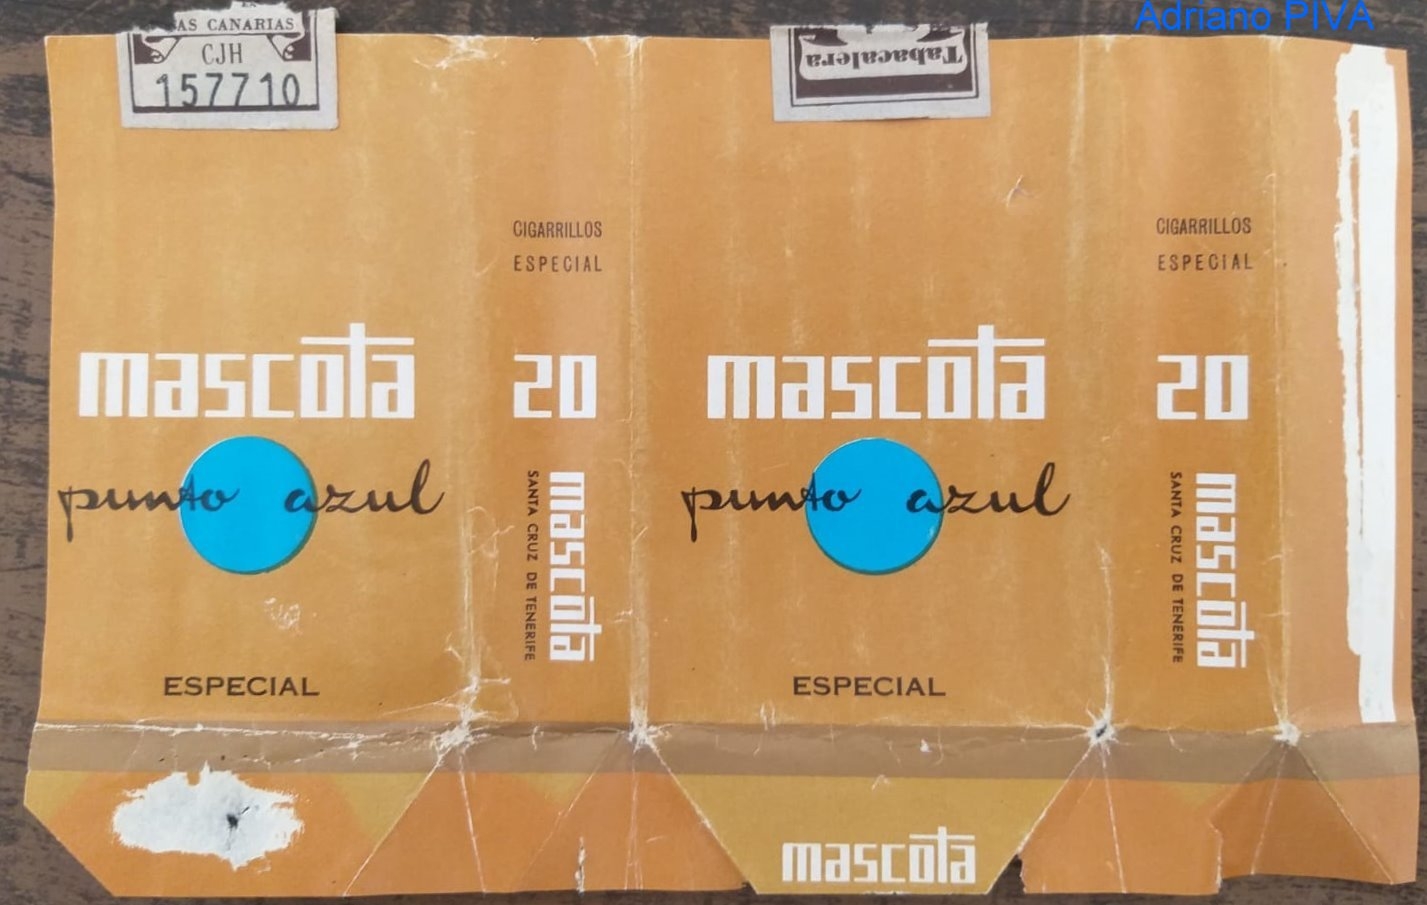 Adriano PIVA
AS CANARIAS
CJH
157710
Tabacalera
mascota
punto azul
ESPECIAL
CIGARRILLOS
ESPECIAL
20
mascota
SANTA CRUZ DE TENERIFE
mascota
punto azul
ESPECIAL
mascota
CIGARRILLOS
ESPECIAL
20
mascota
SANTA CRUZ DE TENERIFE